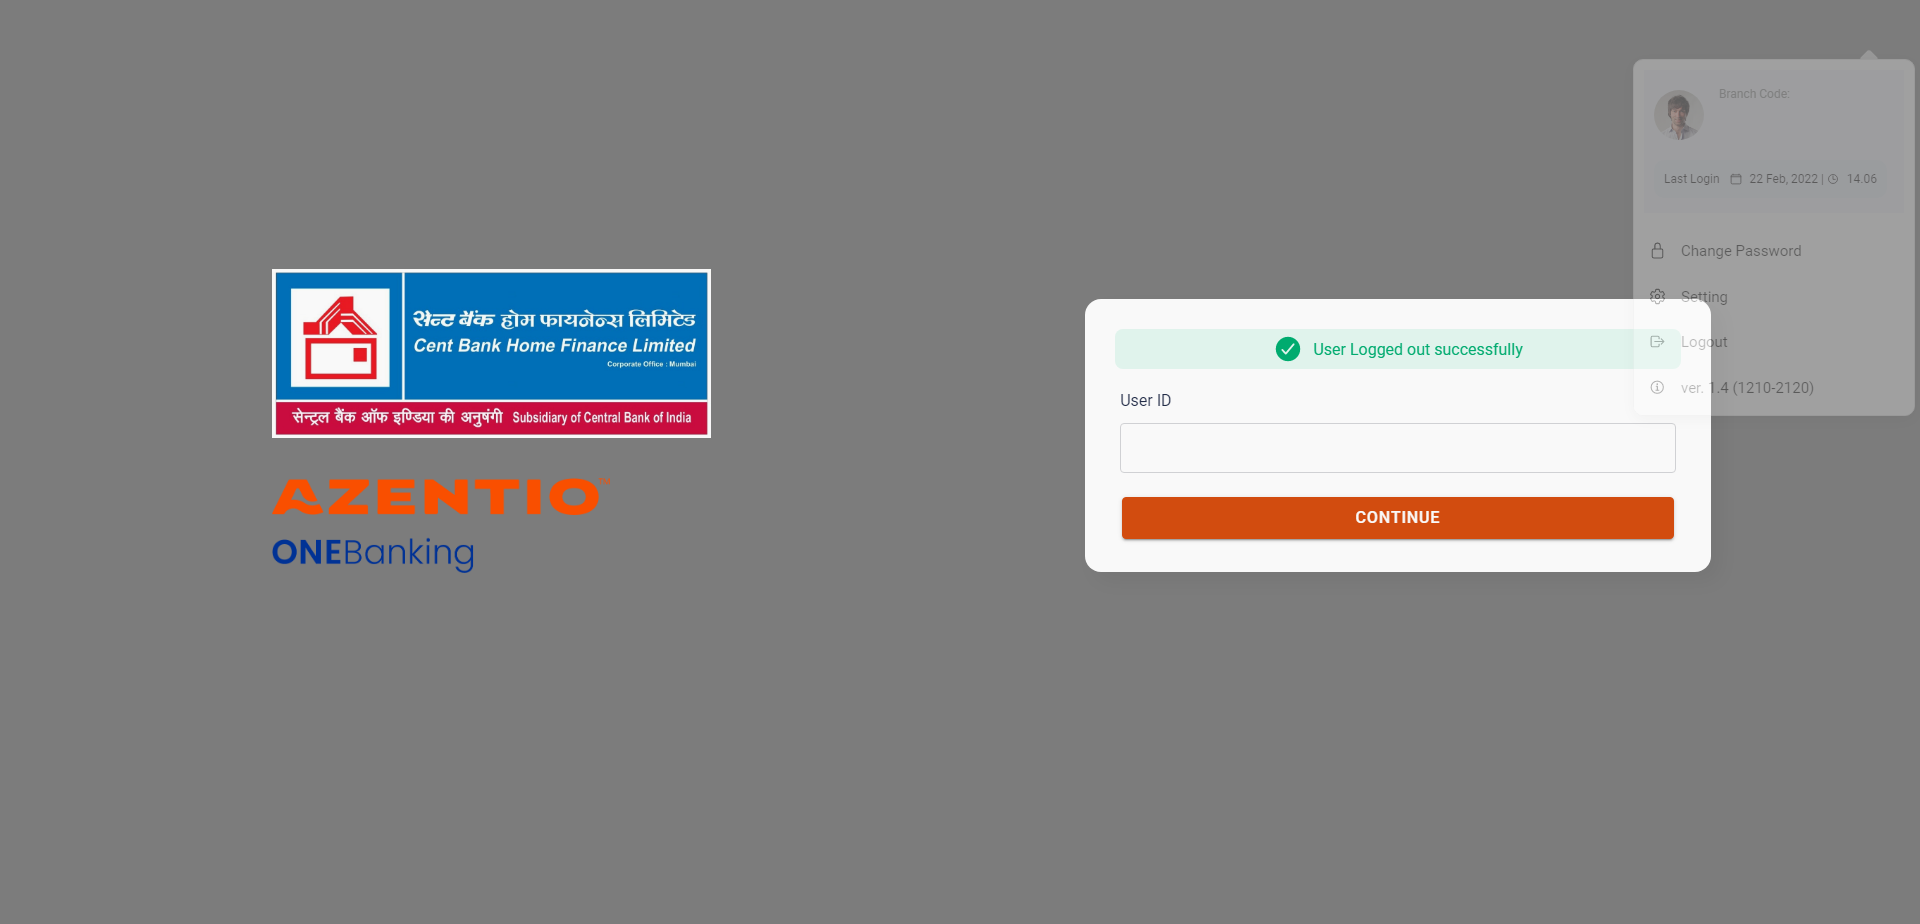 Branch Code:
Last Login 22 Feb, 2022 | 14.06
Change Password
Setting
Logout
ver. 1.4 (1210-2120)
सेन्ट बैंक होम फायनेन्स लिमिटेड
Cent Bank Home Finance Limited
Corporate Office : Mumbai
सेन्ट्रल बैंक ऑफ इण्डिया की अनुषंगी Subsidiary of Central Bank of India
AZENTIO
ONEBanking
User Logged out successfully
User ID
CONTINUE